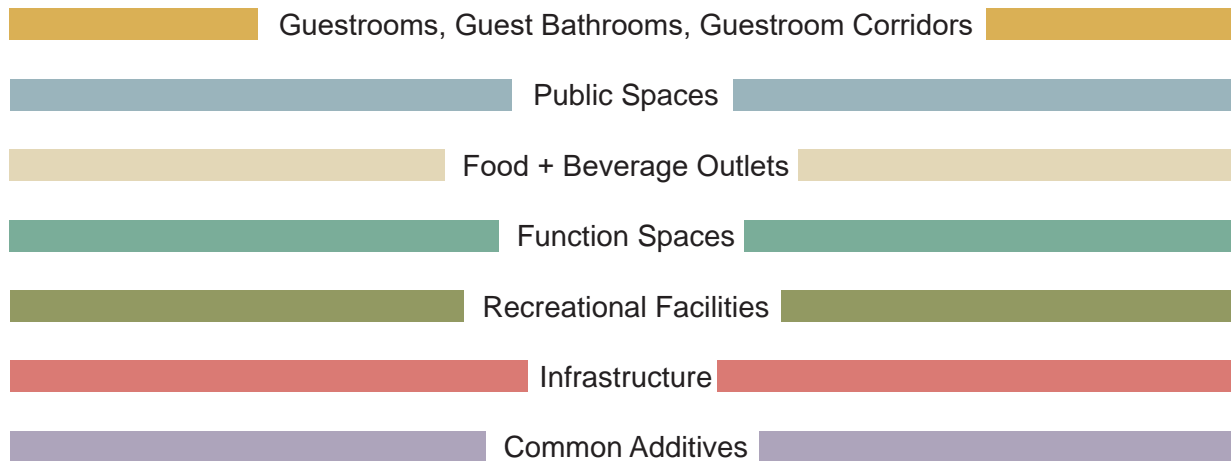 Guestrooms, Guest Bathrooms, Guestroom Corridors
Public Spaces
Food + Beverage Outlets
Function Spaces
Recreational Facilities
Infrastructure
Common Additives